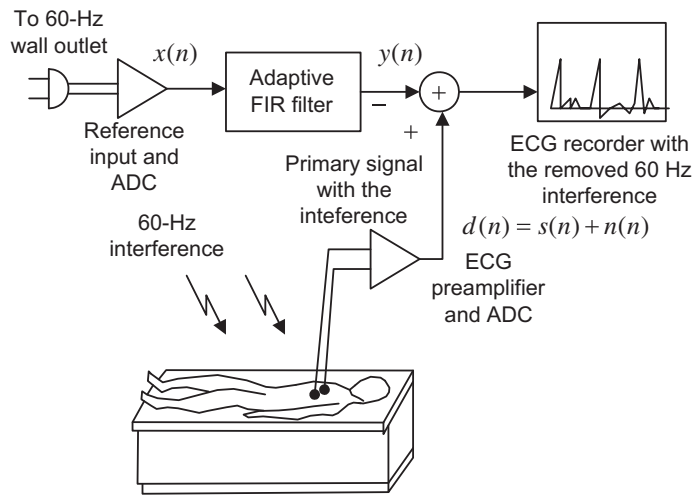 To 60-Hz
wall outlet
x(n)
Adaptive
FIR filter
y(n)
−
+
+
Reference
input and
ADC
Primary signal
with the
inteference
ECG recorder with
the removed 60 Hz
interference
60-Hz
interference
d(n) = s(n) + n(n)
ECG
preamplifier
and ADC